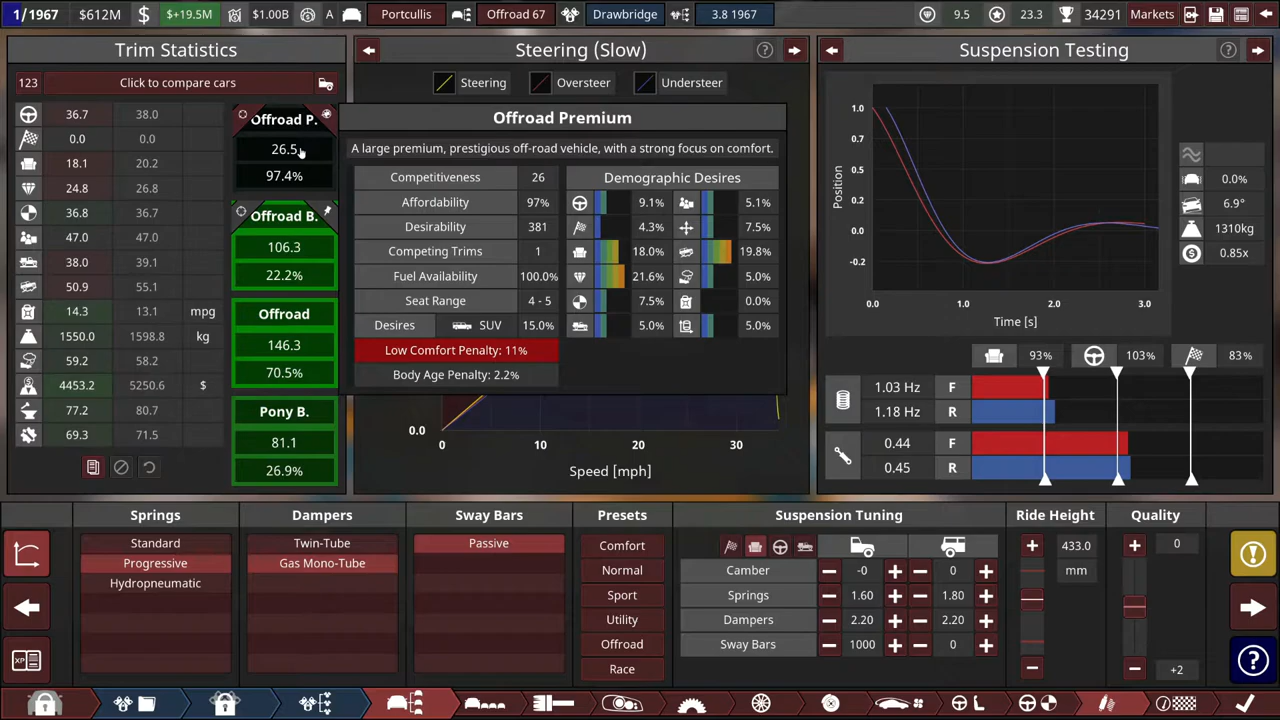 1/1967 $612M $+19.5M $1.00B A Portcullis Offroad 67 Drawbridge 3.8 1967 9.5 23.3 34291 Markets
Trim Statistics
123 Click to compare cars
36.7 38.0
0.0 0.0
18.1 20.2
24.8 26.8
36.8 36.7
47.0 47.0
38.0 39.1
50.9 55.1
14.3 13.1 mpg
1550.0 1598.8 kg
59.2 58.2
4453.2 5250.6 $
77.2 80.7
69.3 71.5
Offroad P.
26.5
97.4%
Offroad B.
106.3
22.2%
Offroad
146.3
70.5%
Pony B.
81.1
26.9%
Steering (Slow)
?
Steering Oversteer Understeer
Offroad Premium
A large premium, prestigious off-road vehicle, with a strong focus on comfort.
Competitiveness 26
Affordability 97%
Desirability 381
Competing Trims 1
Fuel Availability 100.0%
Seat Range 4 - 5
Desires SUV 15.0%
Low Comfort Penalty: 11%
Body Age Penalty: 2.2%
Demographic Desires
9.1% 5.1%
4.3% 7.5%
18.0% 19.8%
21.6% 5.0%
7.5% 0.0%
5.0% 5.0%
0.0
0 10 20 30
Speed [mph]
Suspension Testing
?
Position
1.0
0.7
0.5
0.2
0.0
-0.2
0.0 1.0 2.0 3.0
Time [s]
0.0%
6.9°
1310kg
0.85x
93% 103% 83%
1.03 Hz F
1.18 Hz R
0.44 F
0.45 R
Springs
Standard
Progressive
Hydropneumatic
Dampers
Twin-Tube
Gas Mono-Tube
Sway Bars
Passive
Presets
Comfort
Normal
Sport
Utility
Offroad
Race
Suspension Tuning
Camber -0 0
Springs 1.60 1.80
Dampers 2.20 2.20
Sway Bars 1000 0
Ride Height
433.0
mm
Quality
0
+2
XP
?